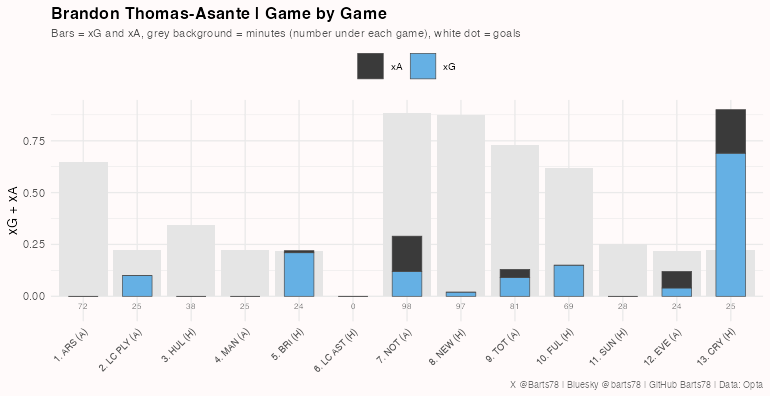 Brandon Thomas-Asante | Game by Game
Bars = xG and xA, grey background = minutes (number under each game), white dot = goals
xA xG
xG + xA
0.75
0.50
0.25
0.00
72 25 38 25 24 0 98 97 81 69 28 24 25
1. ARS (A)
2. LC PLY (A)
3. HUL (H)
4. MAN (A)
5. BRI (H)
6. LC AST (H)
7. NOT (A)
8. NEW (H)
9. TOT (A)
10. FUL (H)
11. SUN (H)
12. EVE (A)
13. CRY (H)
X @Barts78 | Bluesky @barts78 | GitHub Barts78 | Data: Opta